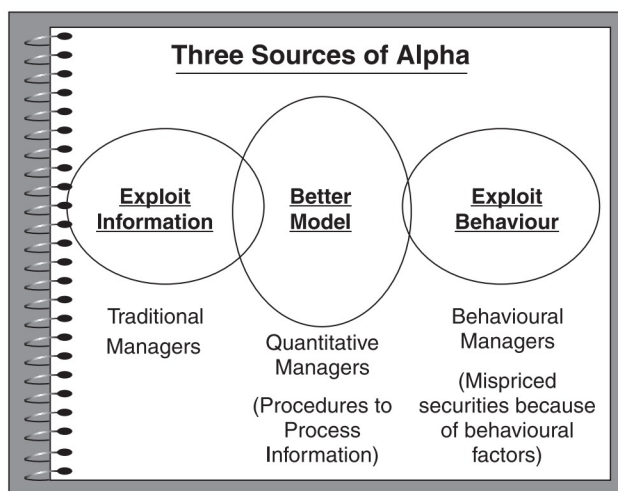 Three Sources of Alpha
Exploit
Information
Better
Model
Exploit
Behaviour
Traditional
Managers
Quantitative
Managers
(Procedures to
Process
Information)
Behavioural
Managers
(Mispriced
securities because
of behavioural
factors)